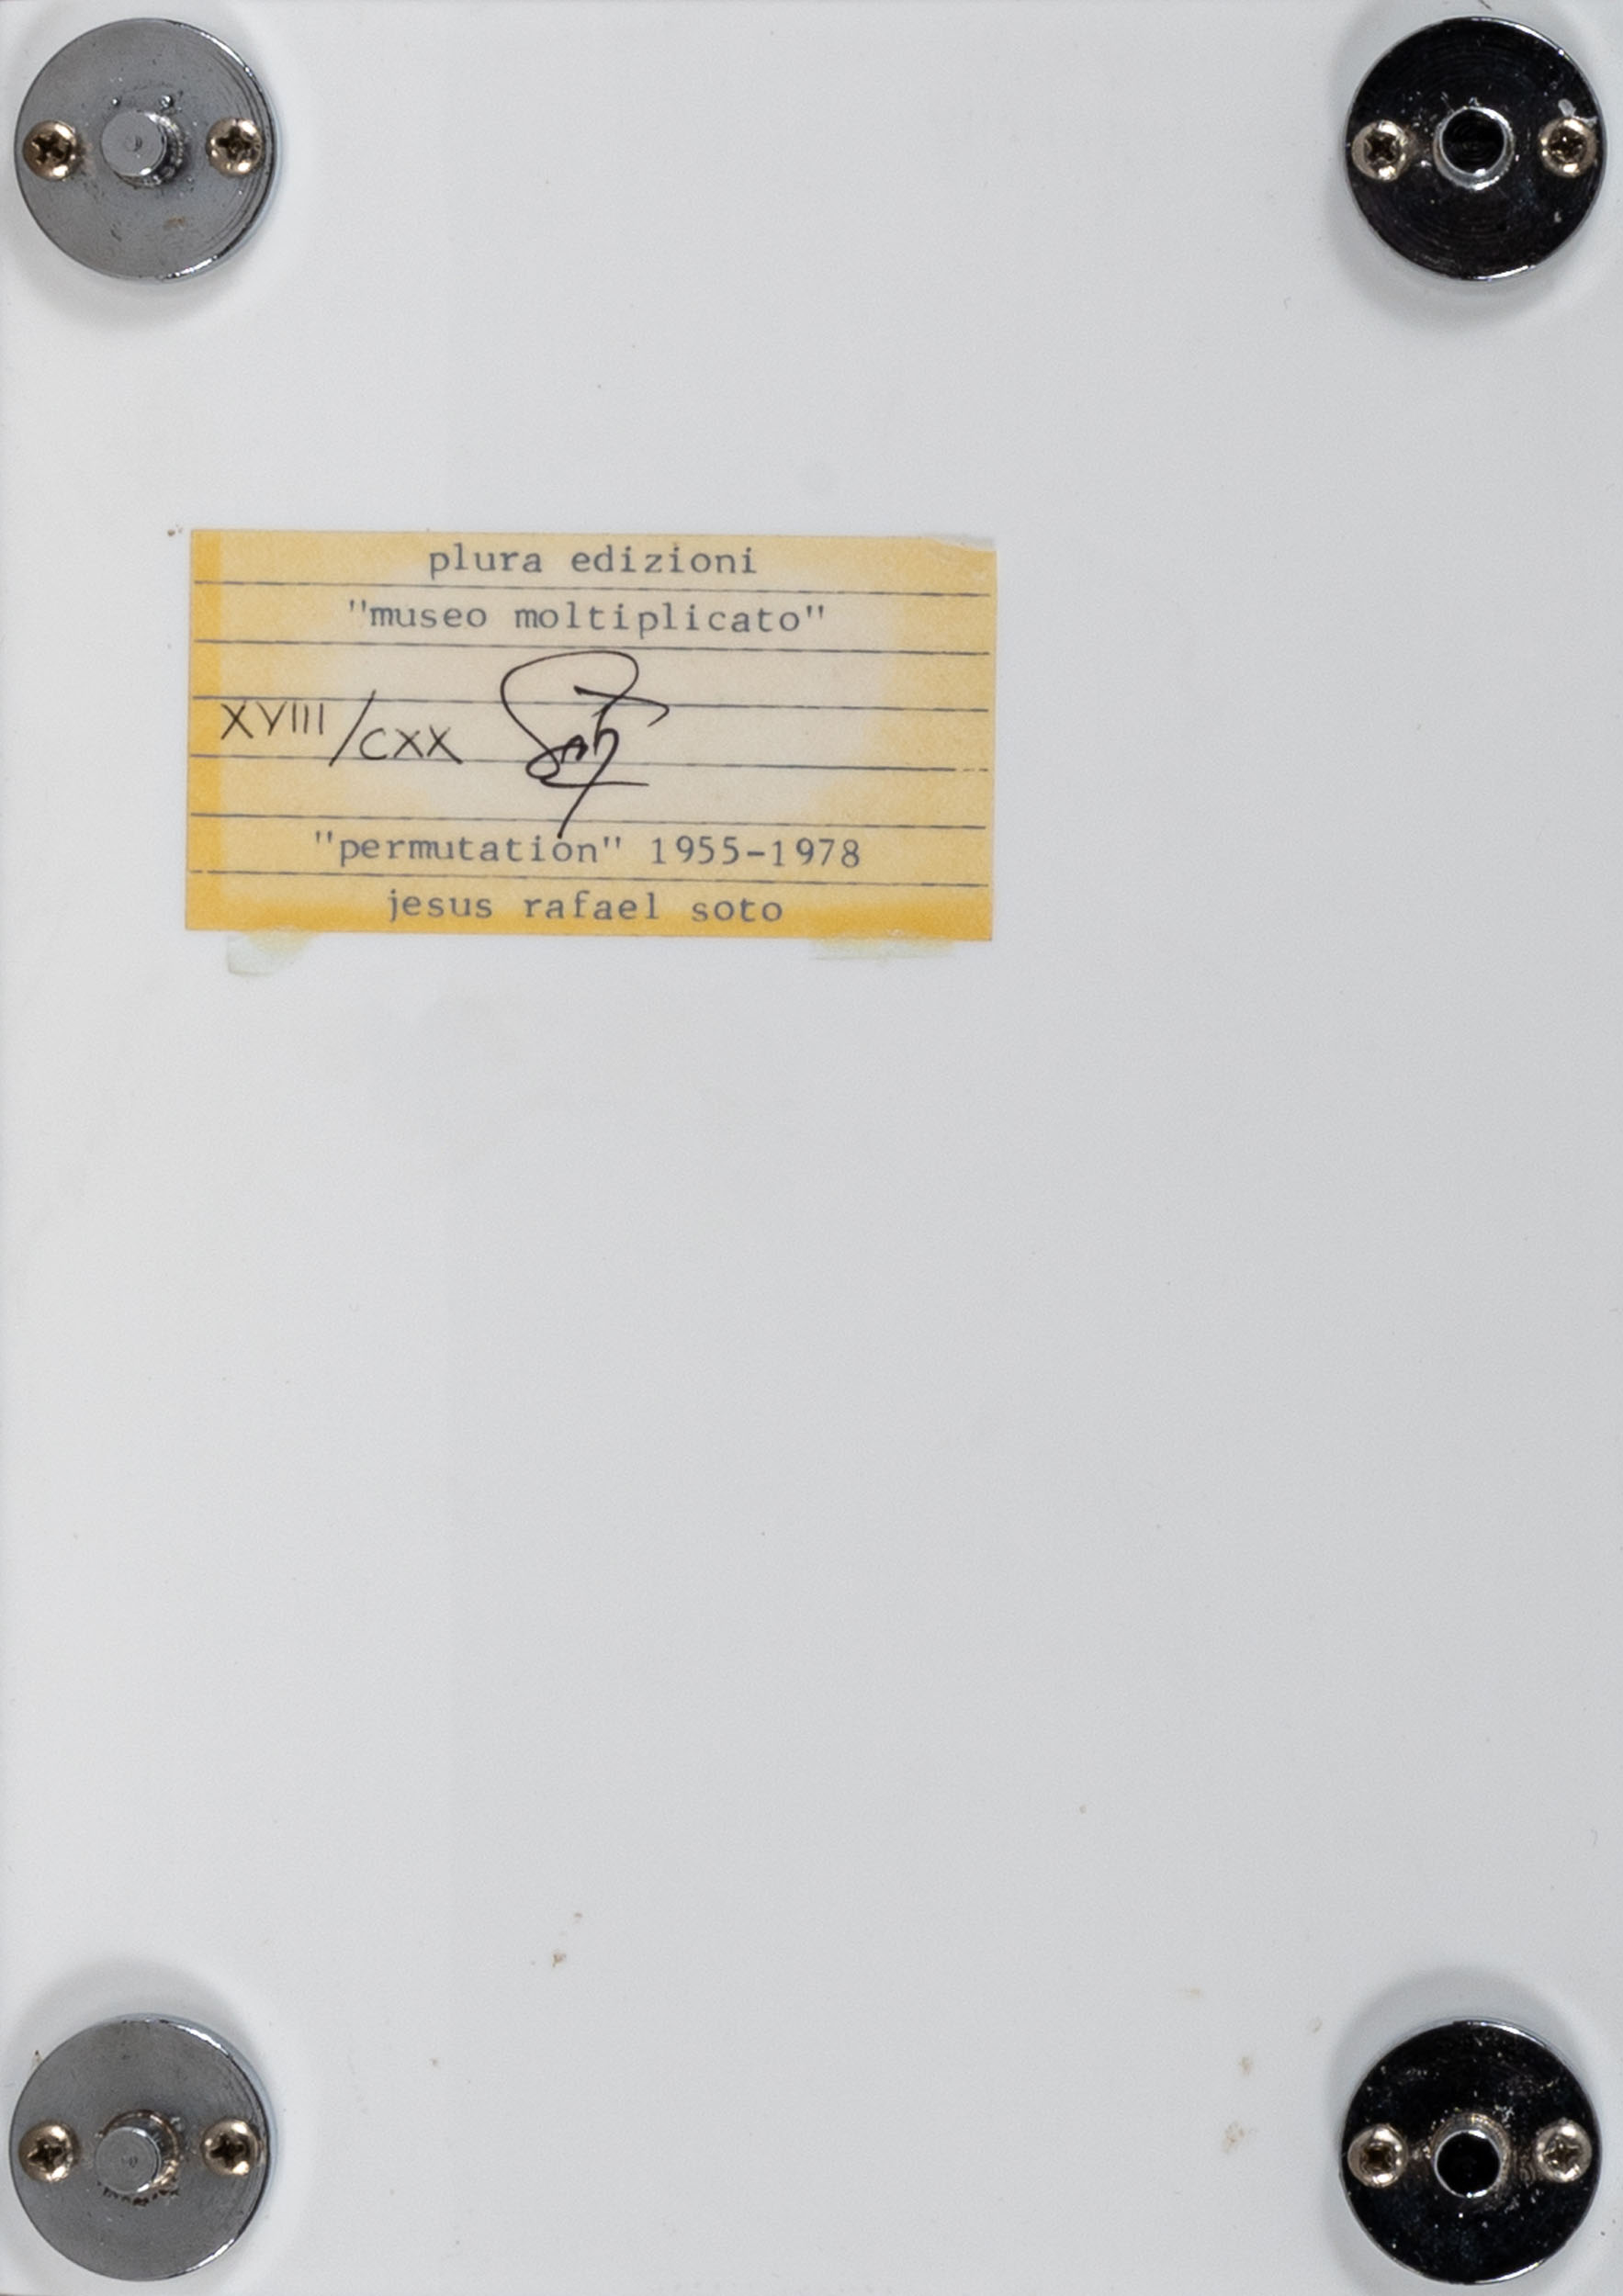 plura edizioni
"museo moltiplicato"
XVIII/CXX Soto
"permutation" 1955-1978
jesus rafael soto